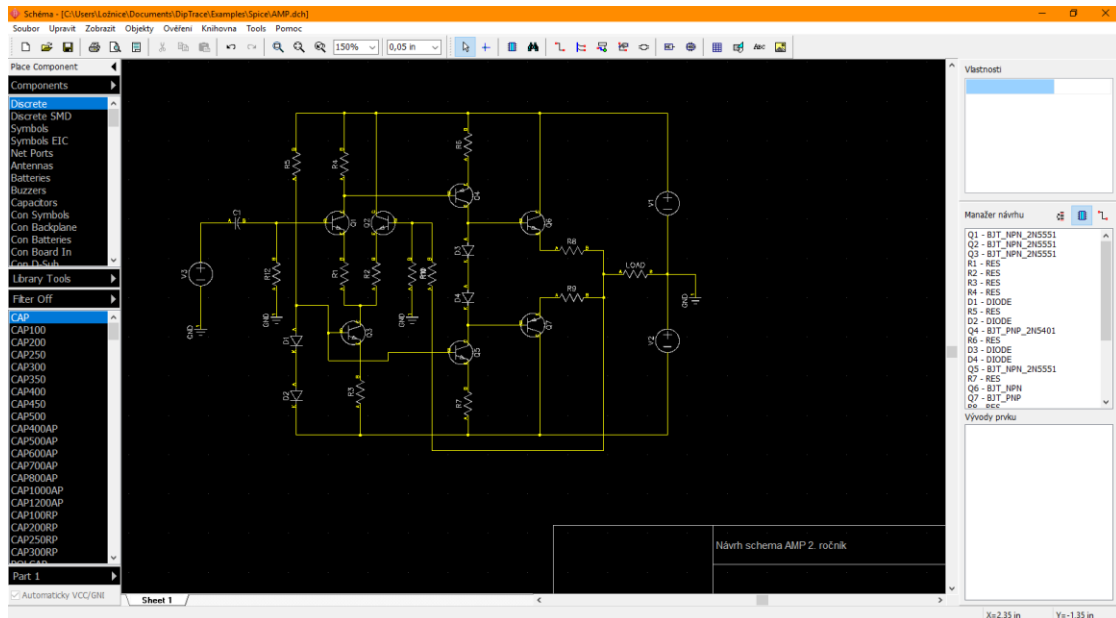 Schéma - [C:\Users\Ložnice\Documents\DipTrace\Examples\Spice\AMP.dch]
Soubor Upravit Zobrazit Objekty Ověření Knihovna Tools Pomoc
150% 0,05 in abc
Place Component
Components
Discrete
Discrete SMD
Symbols
Symbols EIC
Net Ports
Antennas
Batteries
Buzzers
Capacitors
Con Symbols
Con Backplane
Con Batteries
Con Board In
Con D-Sub
Library Tools
Filter Off
CAP
CAP100
CAP200
CAP250
CAP300
CAP350
CAP400
CAP450
CAP500
CAP400AP
CAP500AP
CAP600AP
CAP700AP
CAP800AP
CAP1000AP
CAP1200AP
CAP100RP
CAP200RP
CAP250RP
CAP300RP
Part 1
Automaticky VCC/GNI
R5
R4
R6
Q4
V1
Q1
Q2
Q6
R8
D3
V3
R12
R1
R2
LOAD
GND
D4
R9
GND
GND
GND
Q3
Q7
D1
Q5
V2
D2
R3
R7
Návrh schema AMP 2. ročník
Sheet 1
Vlastnosti
Manažer návrhu
Q1 - BJT_NPN_2N5551
Q2 - BJT_NPN_2N5551
Q3 - BJT_NPN_2N5551
R1 - RES
R2 - RES
R3 - RES
R4 - RES
D1 - DIODE
R5 - RES
D2 - DIODE
Q4 - BJT_PNP_2N5401
R6 - RES
D3 - DIODE
D4 - DIODE
Q5 - BJT_NPN_2N5551
R7 - RES
Q6 - BJT_NPN
Q7 - BJT_PNP
Vývody prvku
X=2.35 in Y=-1.35 in